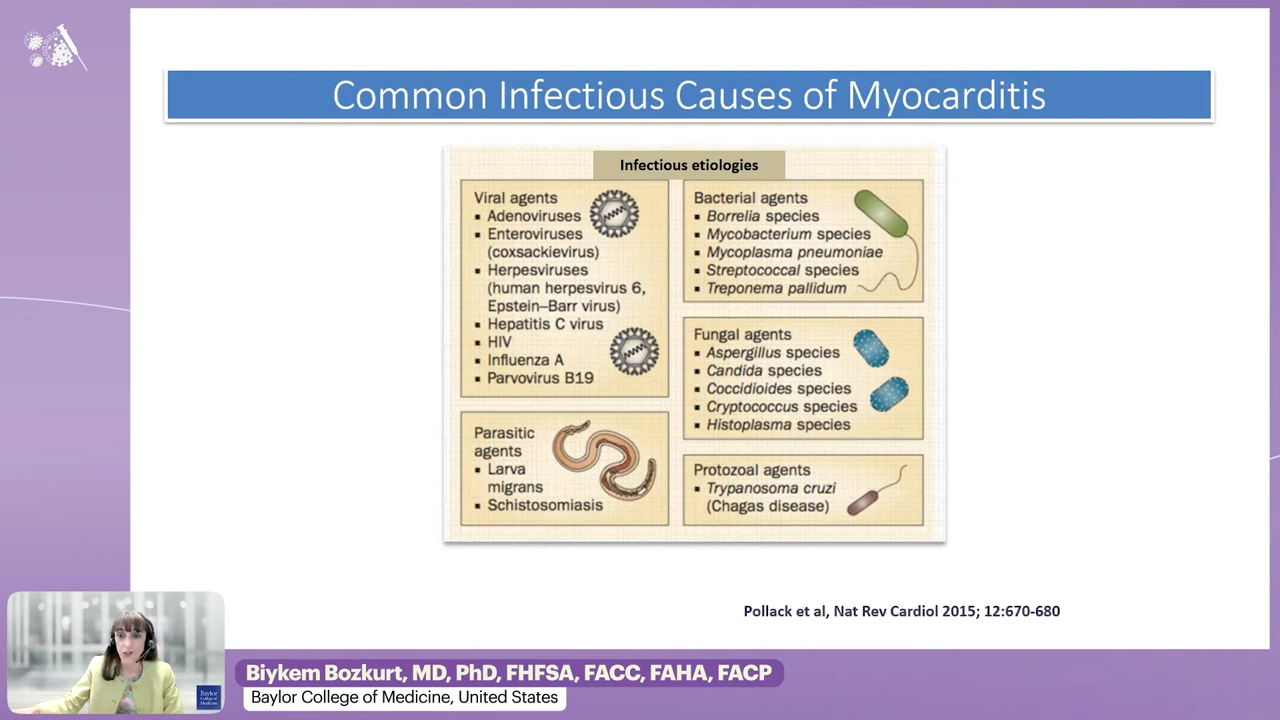 Common Infectious Causes of Myocarditis
Infectious etiologies
Viral agents
▪ Adenoviruses
▪ Enteroviruses
(coxsackievirus)
▪ Herpesviruses
(human herpesvirus 6,
Epstein–Barr virus)
▪ Hepatitis C virus
▪ HIV
▪ Influenza A
▪ Parvovirus B19
Parasitic
agents
▪ Larva
migrans
▪ Schistosomiasis
Bacterial agents
▪ Borrelia species
▪ Mycobacterium species
▪ Mycoplasma pneumoniae
▪ Streptococcal species
▪ Treponema pallidum
Fungal agents
▪ Aspergillus species
▪ Candida species
▪ Coccidioides species
▪ Cryptococcus species
▪ Histoplasma species
Protozoal agents
▪ Trypanosoma cruzi
(Chagas disease)
Pollack et al, Nat Rev Cardiol 2015; 12:670-680
Baylor
College of
Medicine
Biykem Bozkurt, MD, PhD, FHFSA, FACC, FAHA, FACP
Baylor College of Medicine, United States